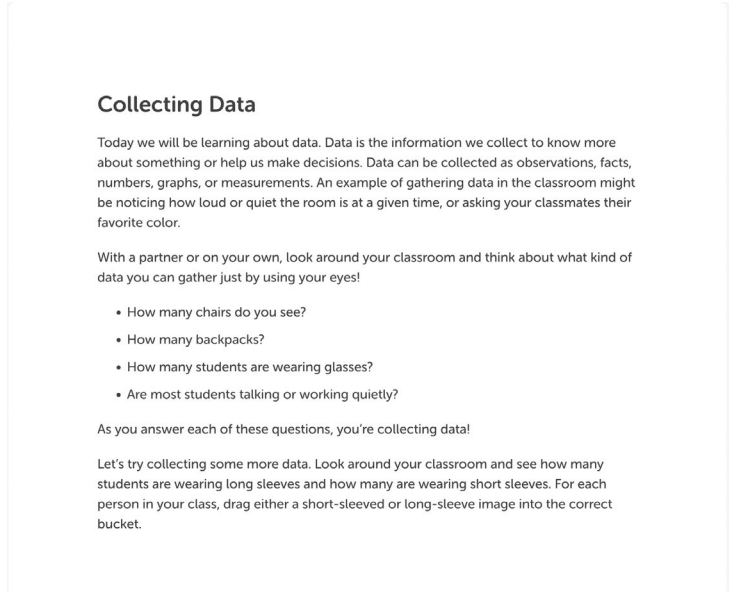 Collecting Data
Today we will be learning about data. Data is the information we collect to know more
about something or help us make decisions. Data can be collected as observations, facts,
numbers, graphs, or measurements. An example of gathering data in the classroom might
be noticing how loud or quiet the room is at a given time, or asking your classmates their
favorite color.
With a partner or on your own, look around your classroom and think about what kind of
data you can gather just by using your eyes!
• How many chairs do you see?
• How many backpacks?
• How many students are wearing glasses?
• Are most students talking or working quietly?
As you answer each of these questions, you’re collecting data!
Let’s try collecting some more data. Look around your classroom and see how many
students are wearing long sleeves and how many are wearing short sleeves. For each
person in your class, drag either a short-sleeved or long-sleeve image into the correct
bucket.